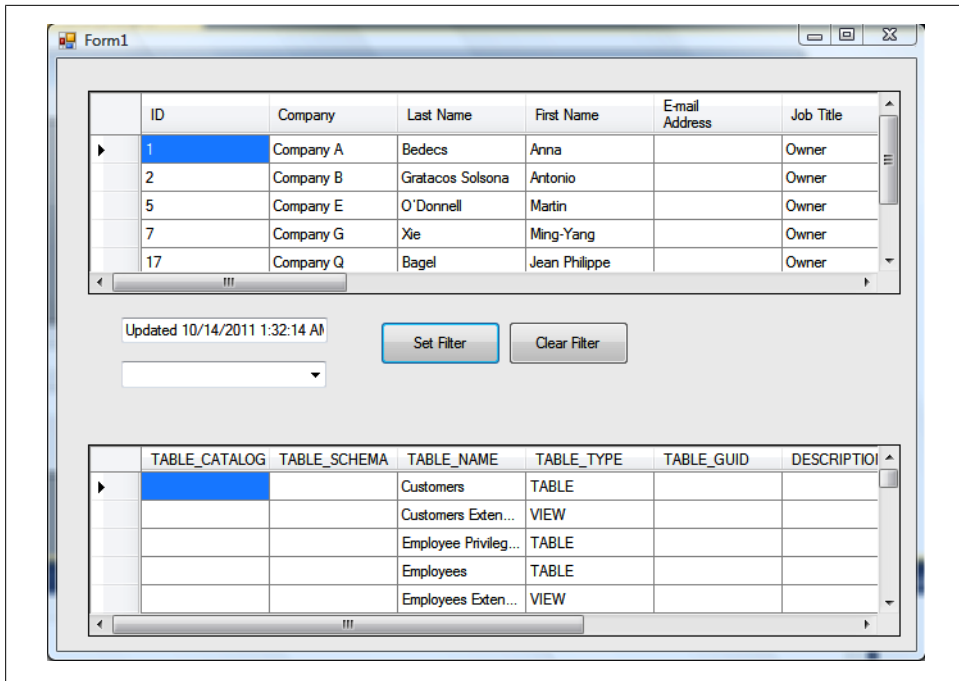 Form1
ID Company Last Name First Name E-mail Address Job Title
1 Company A Bedecs Anna Owner
2 Company B Gratacos Solsona Antonio Owner
5 Company E O'Donnell Martin Owner
7 Company G Xie Ming-Yang Owner
17 Company Q Bagel Jean Philippe Owner
Updated 10/14/2011 1:32:14 AM
Set Filter Clear Filter
TABLE_CATALOG TABLE_SCHEMA TABLE_NAME TABLE_TYPE TABLE_GUID DESCRIPTIOI
Customers TABLE
Customers Exten... VIEW
Employee Privileg... TABLE
Employees TABLE
Employees Exten... VIEW